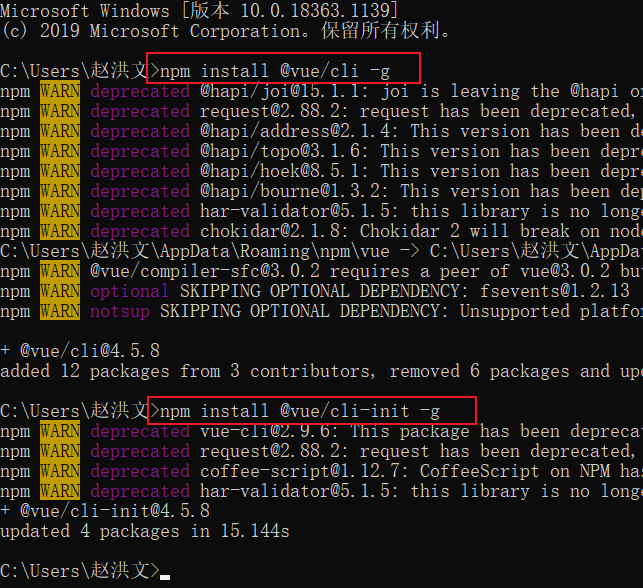 Microsoft Windows [版本 10.0.18363.1139]
(c) 2019 Microsoft Corporation。保留所有权利。
C:\Users\赵洪文>npm install @vue/cli -g
npm WARN deprecated @hapi/joi@15.1.1: joi is leaving the @hapi
npm WARN deprecated request@2.88.2: request has been deprecated,
npm WARN deprecated @hapi/address@2.1.4: This version has been de
npm WARN deprecated @hapi/topo@3.1.6: This version has been depre
npm WARN deprecated @hapi/hoek@8.5.1: This version has been depre
npm WARN deprecated @hapi/bourne@1.3.2: This version has been dep
npm WARN deprecated har-validator@5.1.5: this library is no longe
npm WARN deprecated chokidar@2.1.8: Chokidar 2 will break on node
C:\Users\赵洪文\AppData\Roaming\npm\vue -> C:\Users\赵洪文\AppDa
npm WARN @vue/compiler-sfc@3.0.2 requires a peer of vue@3.0.2 bu
npm WARN optional SKIPPING OPTIONAL DEPENDENCY: fsevents@1.2.13
npm WARN notsup SKIPPING OPTIONAL DEPENDENCY: Unsupported platfo
+ @vue/cli@4.5.8
added 12 packages from 3 contributors, removed 6 packages and upd
C:\Users\赵洪文>npm install @vue/cli-init -g
npm WARN deprecated vue-cli@2.9.6: This package has been deprecat
npm WARN deprecated request@2.88.2: request has been deprecated,
npm WARN deprecated coffee-script@1.12.7: CoffeeScript on NPM has
npm WARN deprecated har-validator@5.1.5: this library is no longe
+ @vue/cli-init@4.5.8
updated 4 packages in 15.144s
C:\Users\赵洪文>